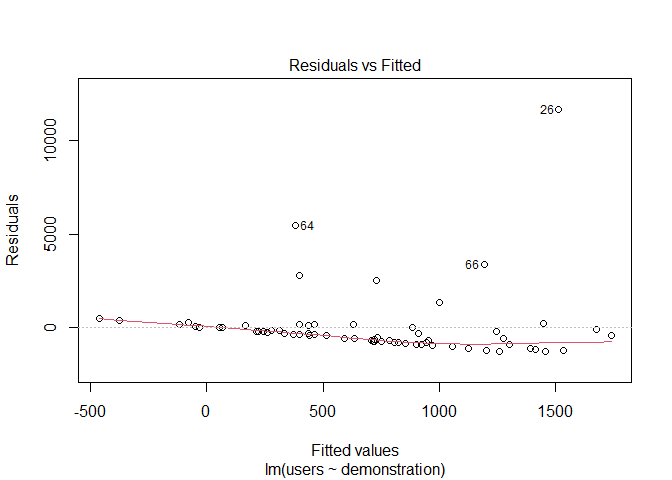 Residuals vs Fitted
Residuals
10000
5000
0
26
64
66
-500
0
500
1000
1500
Fitted values
lm(users ~ demonstration)